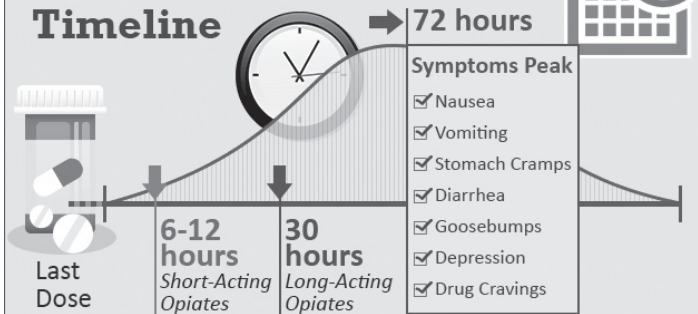 Timeline
72 hours
Symptoms Peak
Nausea
Vomiting
Stomach Cramps
Diarrhea
Goosebumps
Depression
Drug Cravings
6-12
hours
Short-Acting
Opiates
30
hours
Long-Acting
Opiates
Last
Dose